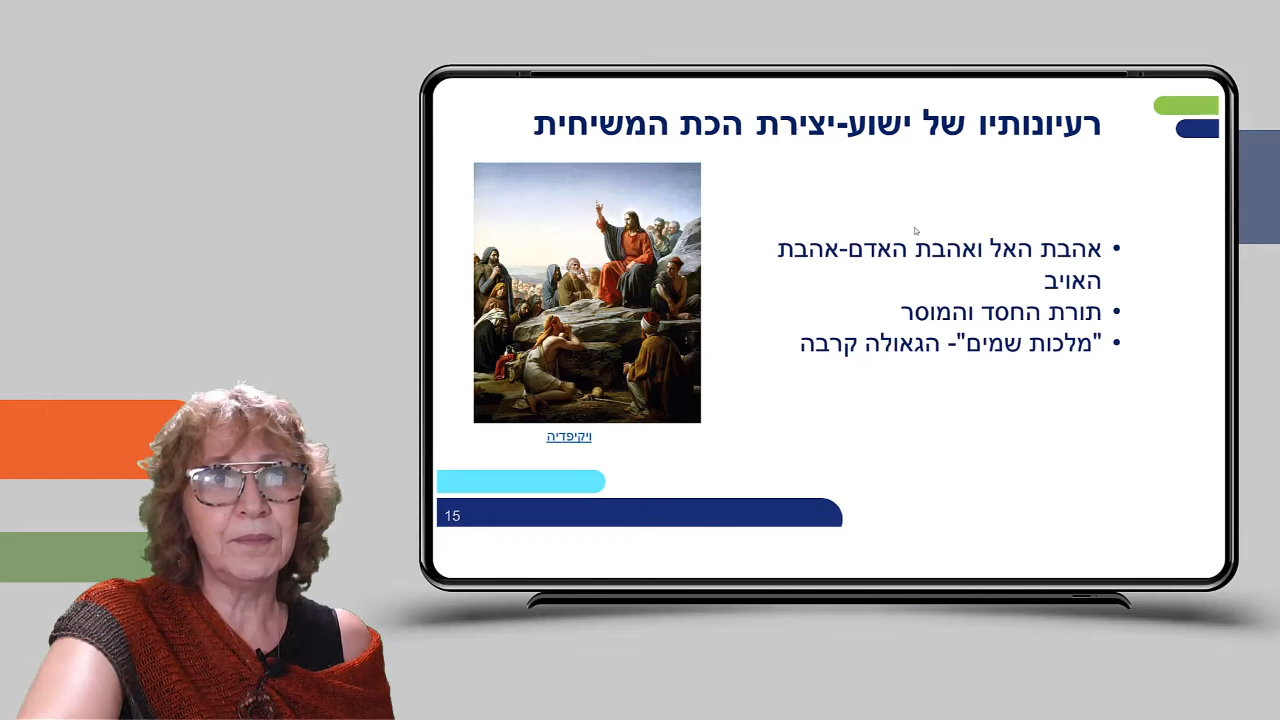 רעיונותיו של ישוע-יצירת הכת המשיחית
• אהבת האל ואהבת האדם-אהבת
האויב
• תורת החסד והמוסר
• "מלכות שמים"- הגאולה קרבה
ויקיפדיה
15